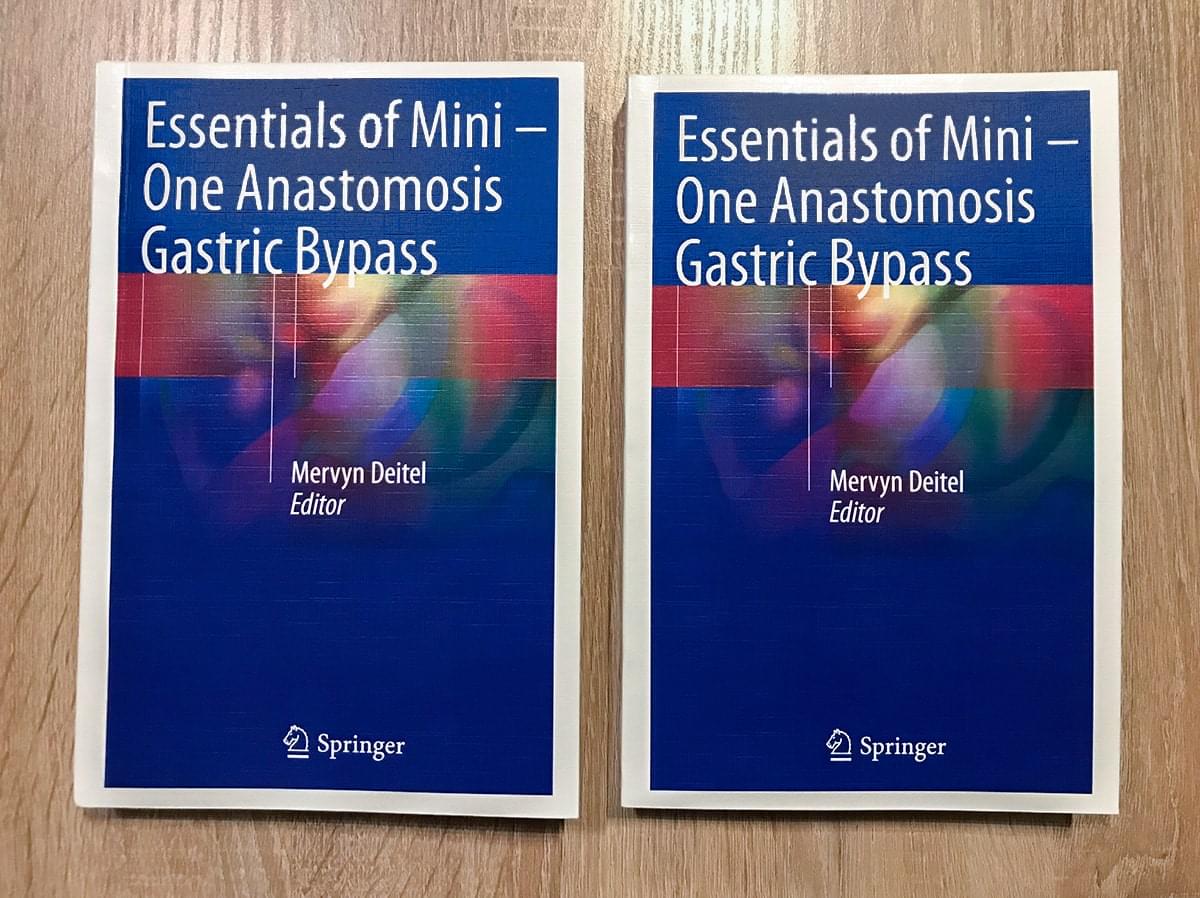 Essentials of Mini –
One Anastomosis
Gastric Bypass
Mervyn Deitel
Editor
Springer
Essentials of Mini –
One Anastomosis
Gastric Bypass
Mervyn Deitel
Editor
Springer